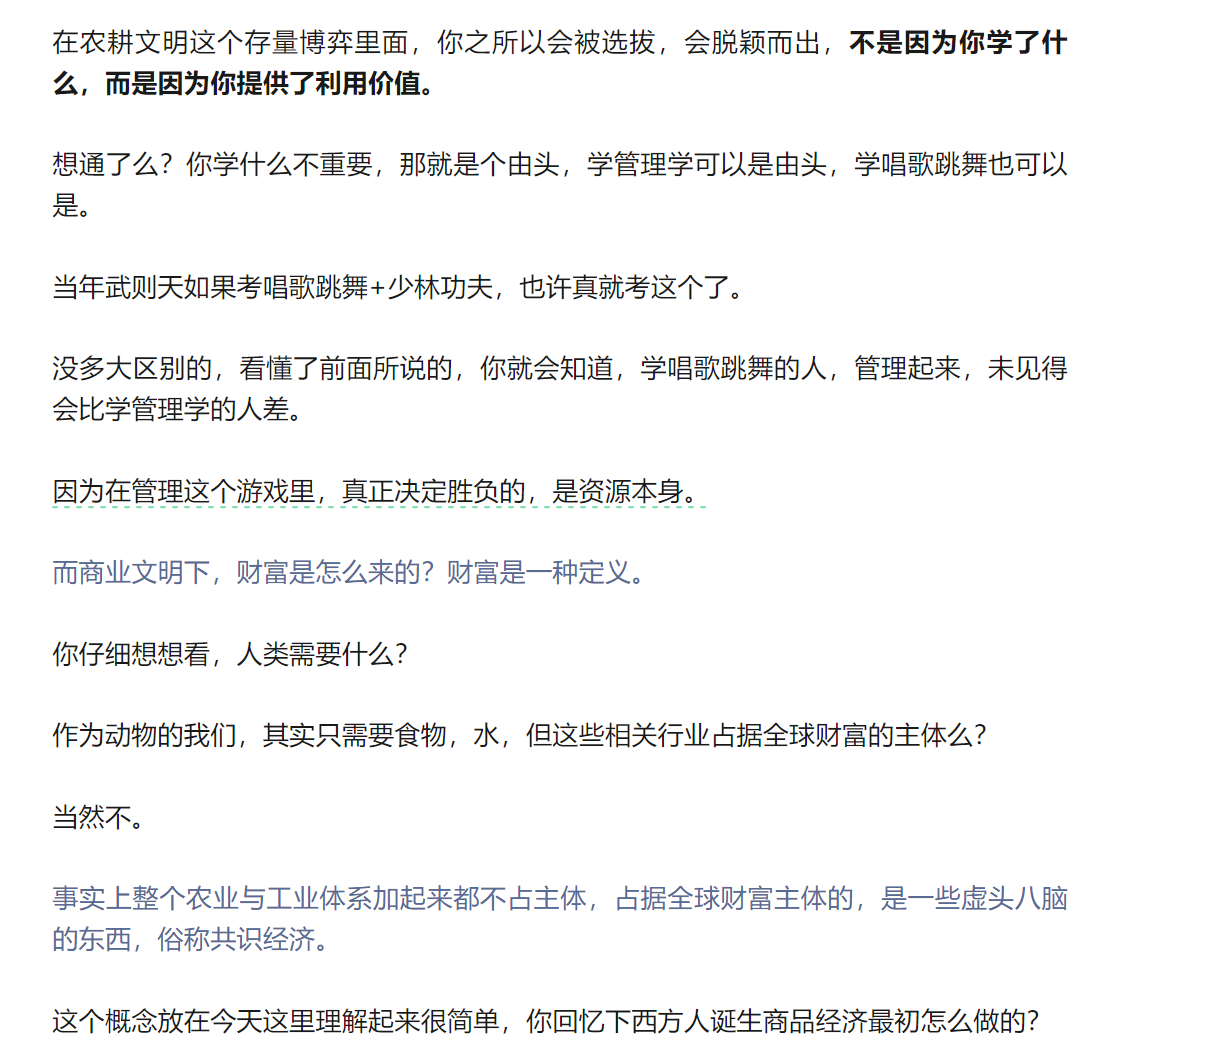 在农耕文明这个存量博弈里面，你之所以会被选拔，会脱颖而出，不是因为你学了什
么，而是因为你提供了利用价值。
想通了么？你学什么不重要，那就是个由头，学管理学可以是由头，学唱歌跳舞也可以
是。
当年武则天如果考唱歌跳舞+少林功夫，也许真就考这个了。
没多大区别的，看懂了前面所说的，你就会知道，学唱歌跳舞的人，管理起来，未见得
会比学管理学的人差。
因为在管理这个游戏里，真正决定胜负的，是资源本身。
而商业文明下，财富是怎么来的？财富是一种定义。
你仔细想想看，人类需要什么？
作为动物的我们，其实只需要食物，水，但这些相关行业占据全球财富的主体么？
当然不。
事实上整个农业与工业体系加起来都不占主体，占据全球财富主体的，是一些虚头八脑
的东西，俗称共识经济。
这个概念放在今天这里理解起来很简单，你回忆下西方人诞生商品经济最初怎么做的？